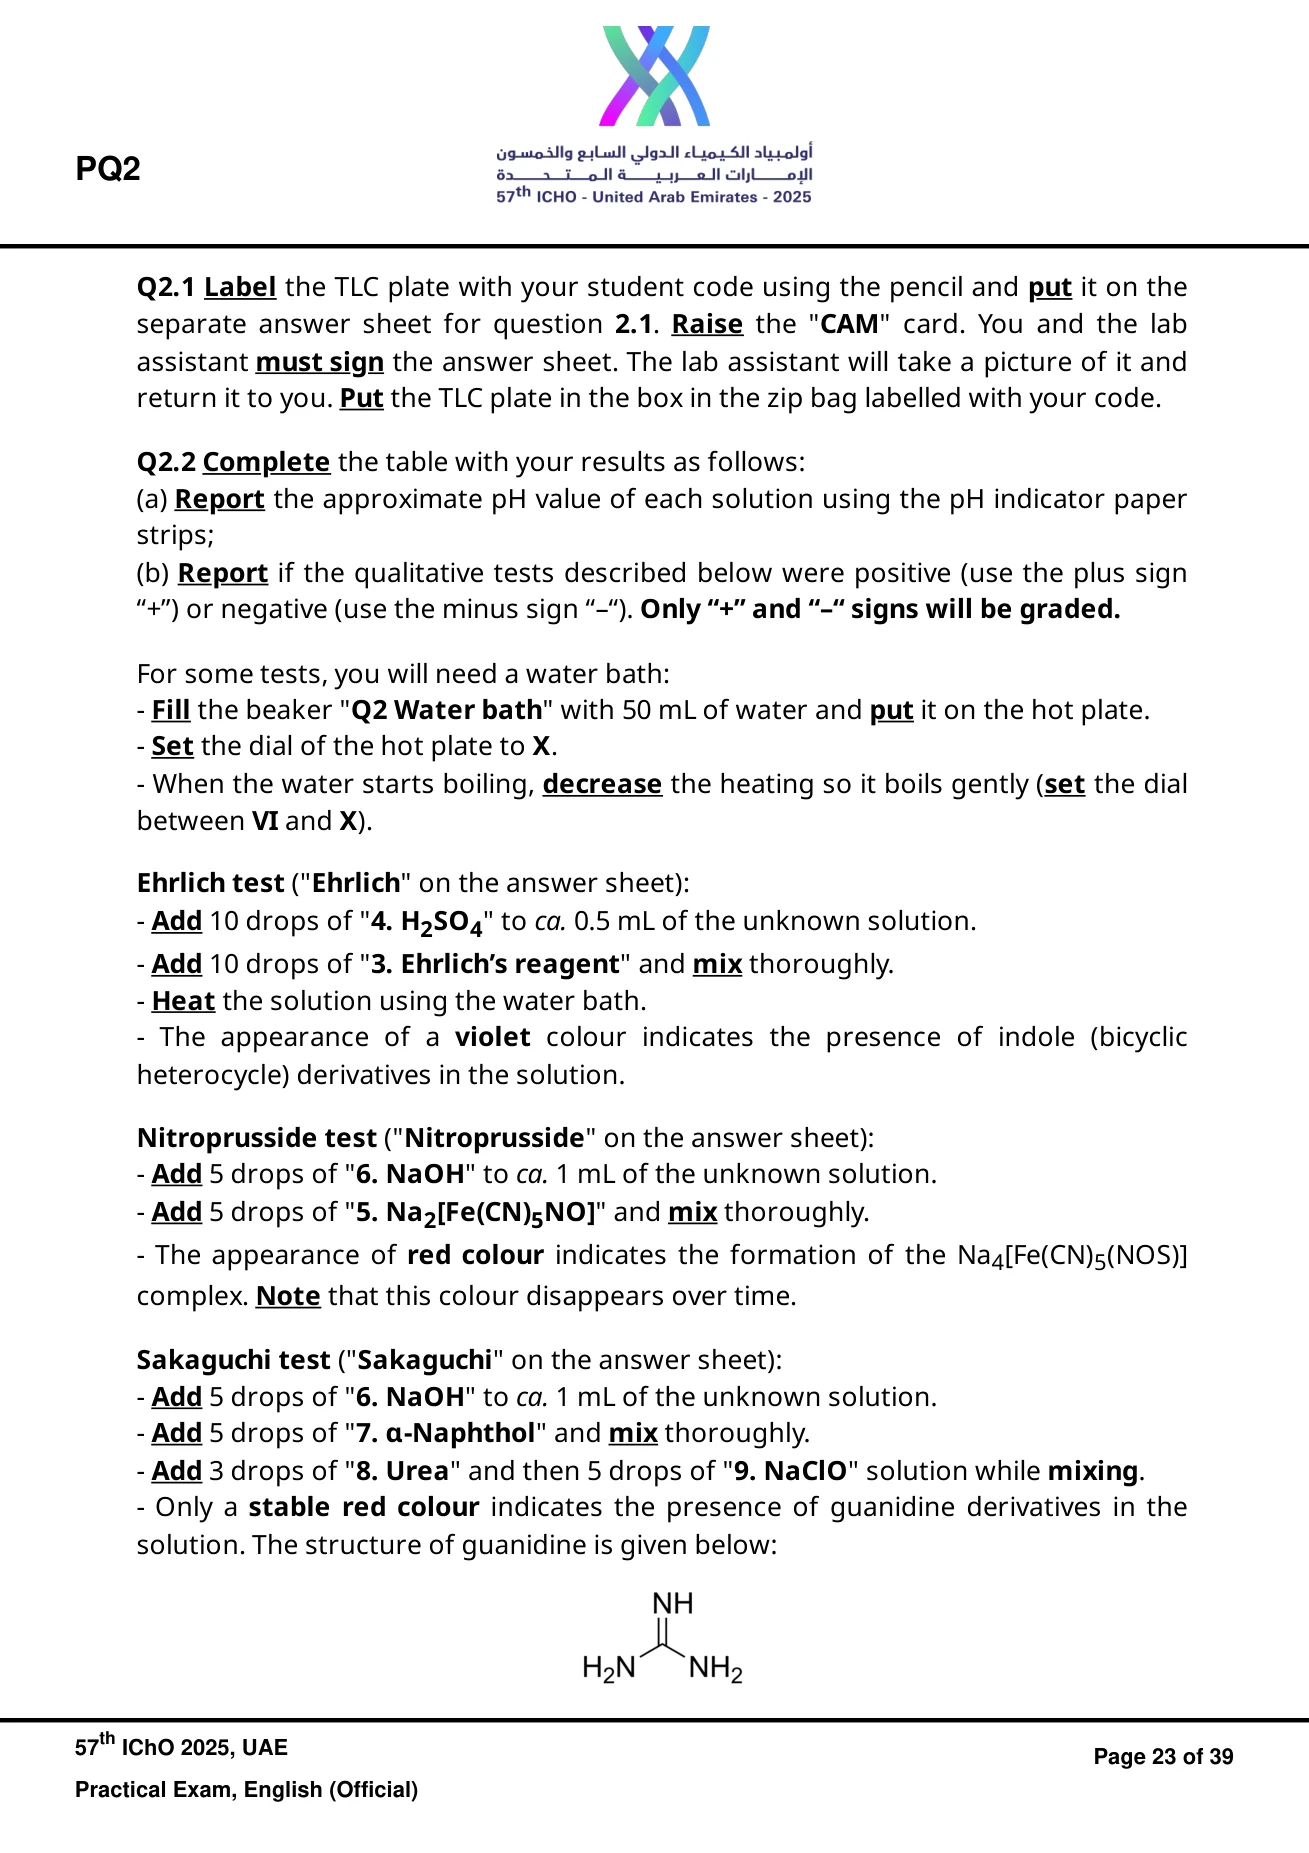 PQ2
أولمبياد الكيمياء الدولي السابع والخمسون
الإمــــارات العــربيــــة المــتــحــــدة
57th ICHO - United Arab Emirates - 2025
Q2.1 Label the TLC plate with your student code using the pencil and put it on the
separate answer sheet for question 2.1. Raise the "CAM" card. You and the lab
assistant must sign the answer sheet. The lab assistant will take a picture of it and
return it to you. Put the TLC plate in the box in the zip bag labelled with your code.
Q2.2 Complete the table with your results as follows:
(a) Report the approximate pH value of each solution using the pH indicator paper
strips;
(b) Report if the qualitative tests described below were positive (use the plus sign
“+”) or negative (use the minus sign “–“). Only “+” and “–“ signs will be graded.
For some tests, you will need a water bath:
- Fill the beaker "Q2 Water bath" with 50 mL of water and put it on the hot plate.
- Set the dial of the hot plate to X.
- When the water starts boiling, decrease the heating so it boils gently (set the dial
between VI and X).
Ehrlich test ("Ehrlich" on the answer sheet):
- Add 10 drops of "4. H2SO4" to ca. 0.5 mL of the unknown solution.
- Add 10 drops of "3. Ehrlich’s reagent" and mix thoroughly.
- Heat the solution using the water bath.
- The appearance of a violet colour indicates the presence of indole (bicyclic
heterocycle) derivatives in the solution.
Nitroprusside test ("Nitroprusside" on the answer sheet):
- Add 5 drops of "6. NaOH" to ca. 1 mL of the unknown solution.
- Add 5 drops of "5. Na2[Fe(CN)5NO]" and mix thoroughly.
- The appearance of red colour indicates the formation of the Na4[Fe(CN)5(NOS)]
complex. Note that this colour disappears over time.
Sakaguchi test ("Sakaguchi" on the answer sheet):
- Add 5 drops of "6. NaOH" to ca. 1 mL of the unknown solution.
- Add 5 drops of "7. α-Naphthol" and mix thoroughly.
- Add 3 drops of "8. Urea" and then 5 drops of "9. NaClO" solution while mixing.
- Only a stable red colour indicates the presence of guanidine derivatives in the
solution. The structure of guanidine is given below:
NH
H2N NH2
57th IChO 2025, UAE
Page 23 of 39
Practical Exam, English (Official)